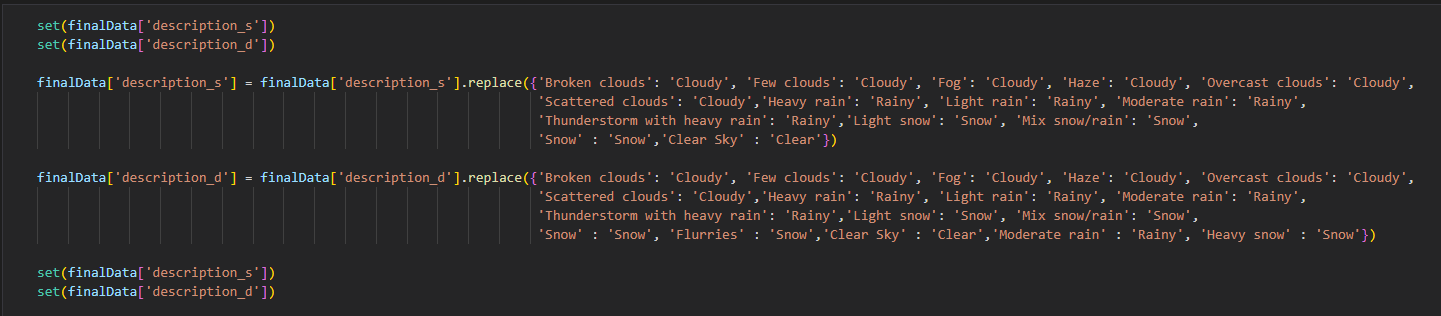 set(finalData['description_s'])
set(finalData['description_d'])
finalData['description_s'] = finalData['description_s'].replace({'Broken clouds': 'Cloudy', 'Few clouds': 'Cloudy', 'Fog': 'Cloudy', 'Haze': 'Cloudy', 'Overcast clouds': 'Cloudy',
'Scattered clouds': 'Cloudy','Heavy rain': 'Rainy', 'Light rain': 'Rainy', 'Moderate rain': 'Rainy',
'Thunderstorm with heavy rain': 'Rainy','Light snow': 'Snow', 'Mix snow/rain': 'Snow',
'Snow' : 'Snow','Clear Sky' : 'Clear'})
finalData['description_d'] = finalData['description_d'].replace({'Broken clouds': 'Cloudy', 'Few clouds': 'Cloudy', 'Fog': 'Cloudy', 'Haze': 'Cloudy', 'Overcast clouds': 'Cloudy',
'Scattered clouds': 'Cloudy','Heavy rain': 'Rainy', 'Light rain': 'Rainy', 'Moderate rain': 'Rainy',
'Thunderstorm with heavy rain': 'Rainy','Light snow': 'Snow', 'Mix snow/rain': 'Snow',
'Snow' : 'Snow', 'Flurries' : 'Snow','Clear Sky' : 'Clear','Moderate rain' : 'Rainy', 'Heavy snow' : 'Snow'})
set(finalData['description_s'])
set(finalData['description_d'])